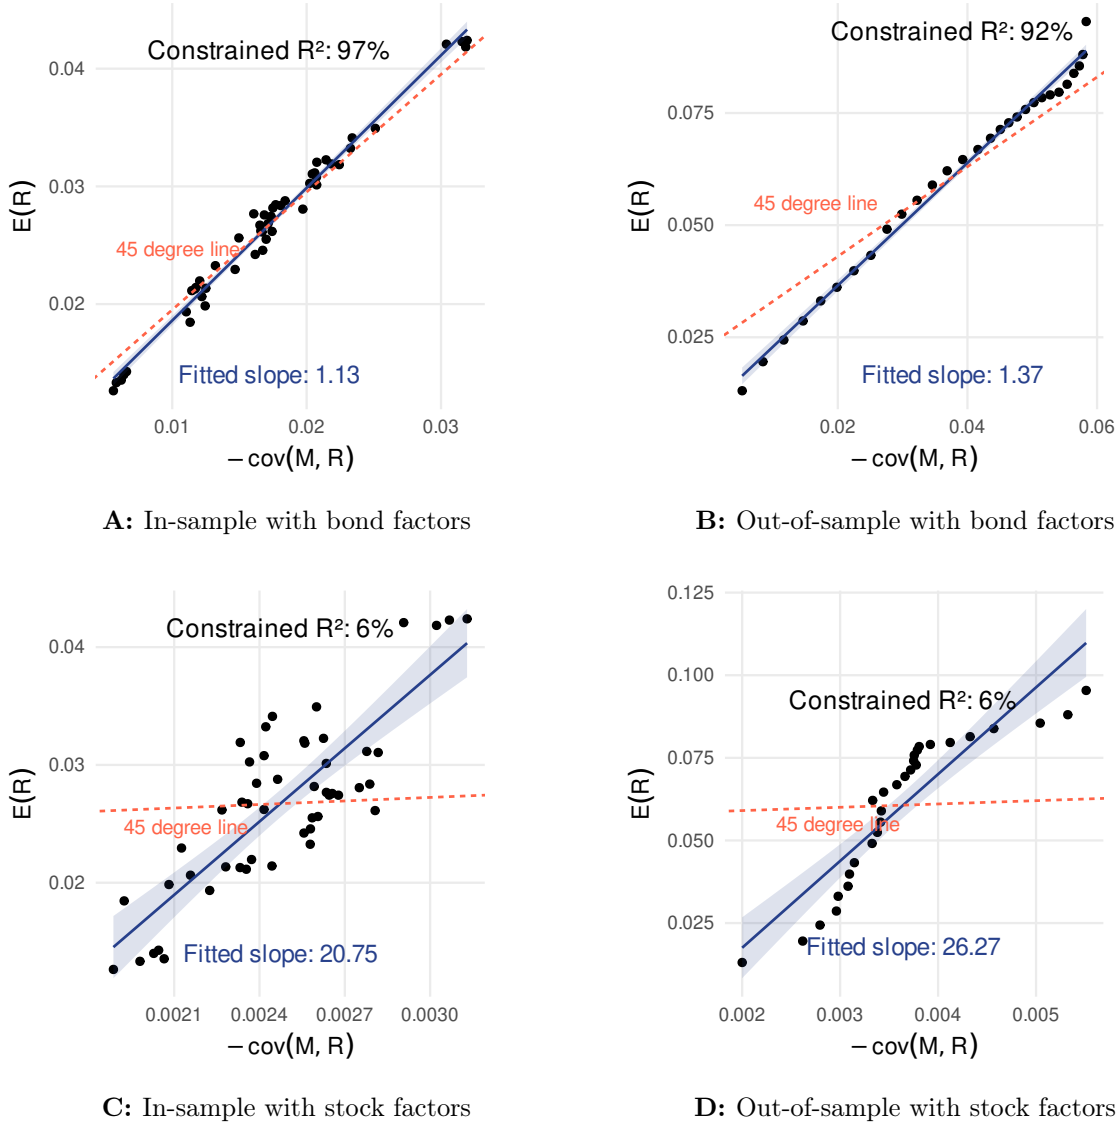 Constrained R²: 97%
45 degree line
Fitted slope: 1.13
E(R)
0.04
0.03
0.02
0.01 0.02 0.03
−cov(M, R)
A: In-sample with bond factors
Constrained R²: 92%
45 degree line
Fitted slope: 1.37
E(R)
0.075
0.050
0.025
0.02 0.04 0.06
−cov(M, R)
B: Out-of-sample with bond factors
Constrained R²: 6%
45 degree line
Fitted slope: 20.75
E(R)
0.04
0.03
0.02
0.0021 0.0024 0.0027 0.0030
−cov(M, R)
C: In-sample with stock factors
Constrained R²: 6%
45 degree line
Fitted slope: 26.27
E(R)
0.125
0.100
0.075
0.050
0.025
0.002 0.003 0.004 0.005
−cov(M, R)
D: Out-of-sample with stock factors